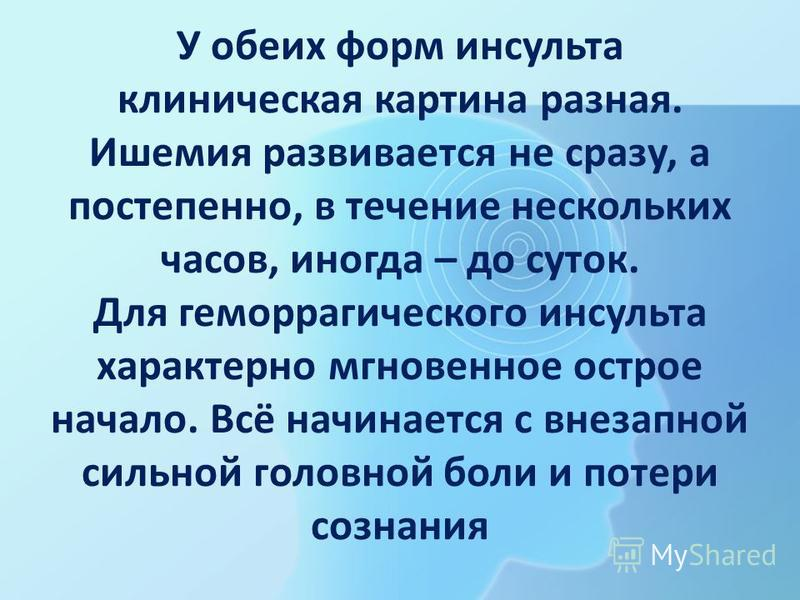 У обеих форм инсульта
клиническая картина разная.
Ишемия развивается не сразу, а
постепенно, в течение нескольких
часов, иногда – до суток.
Для геморрагического инсульта
характерно мгновенное острое
начало. Всё начинается с внезапной
сильной головной боли и потери
сознания
MyShared